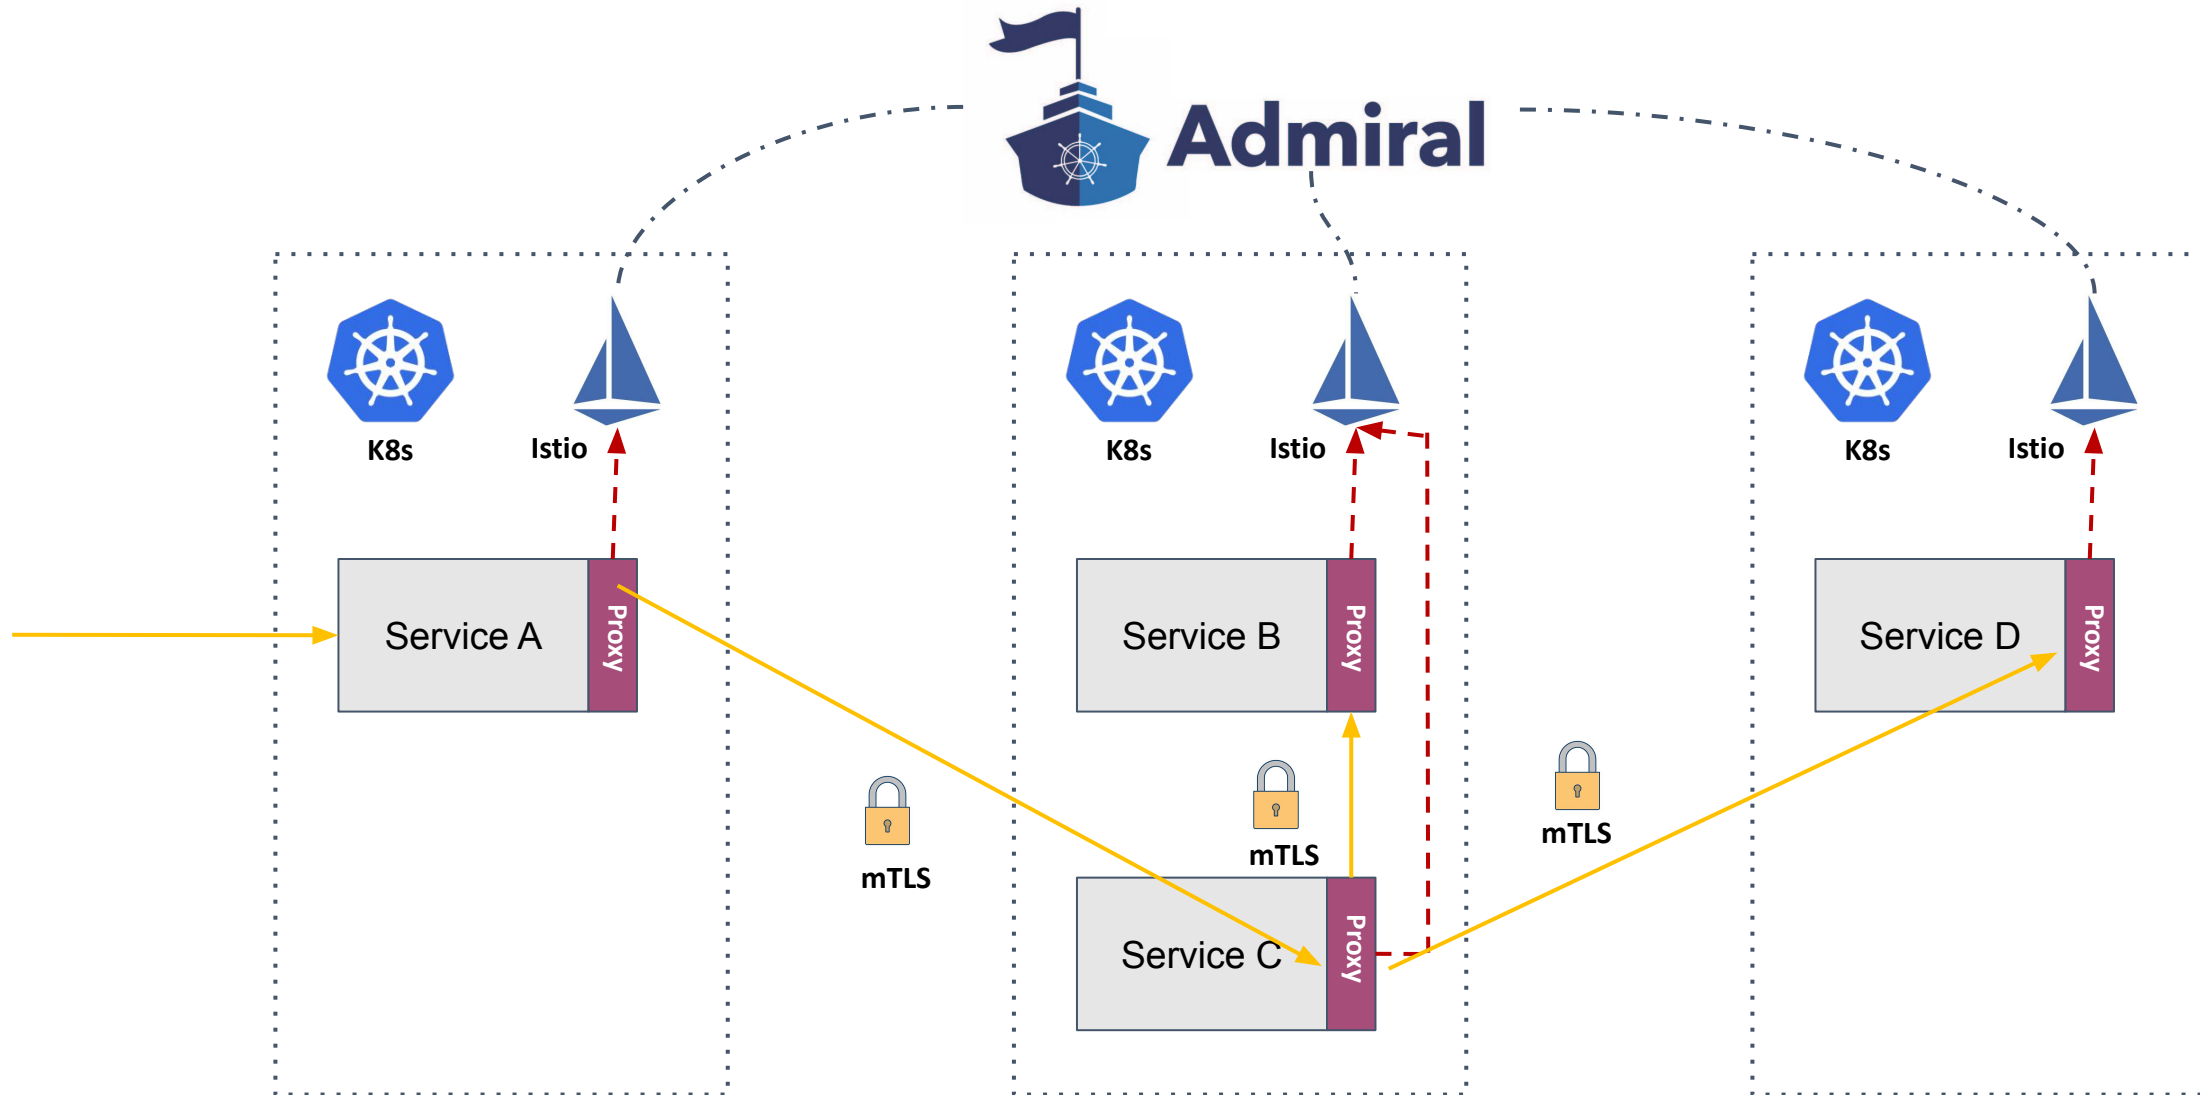 Admiral
K8s
Istio
K8s
Istio
K8s
Istio
Service A
Proxy
Service B
Proxy
Service D
Proxy
mTLS
mTLS
mTLS
Service C
Proxy